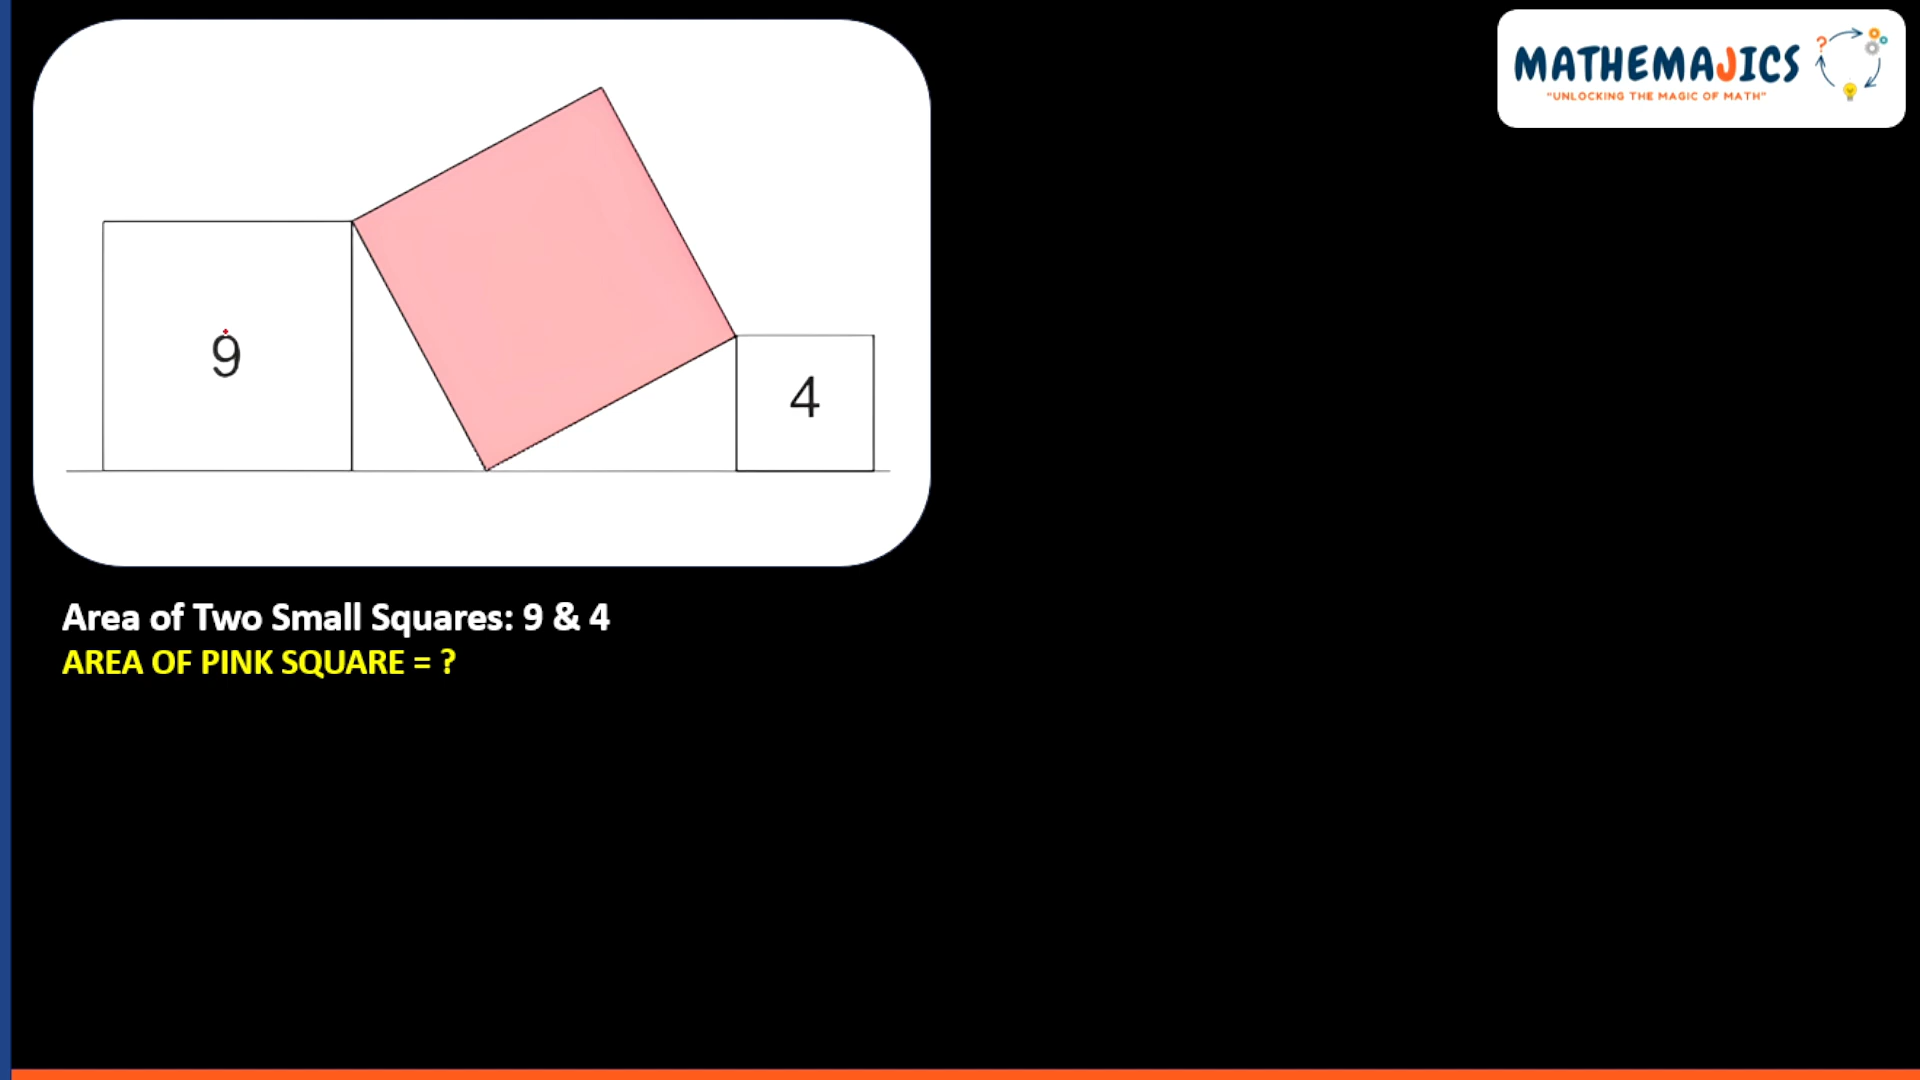 MATHEMAJICS
"UNLOCKING THE MAGIC OF MATH"
?
9
4
Area of Two Small Squares: 9 & 4
AREA OF PINK SQUARE = ?